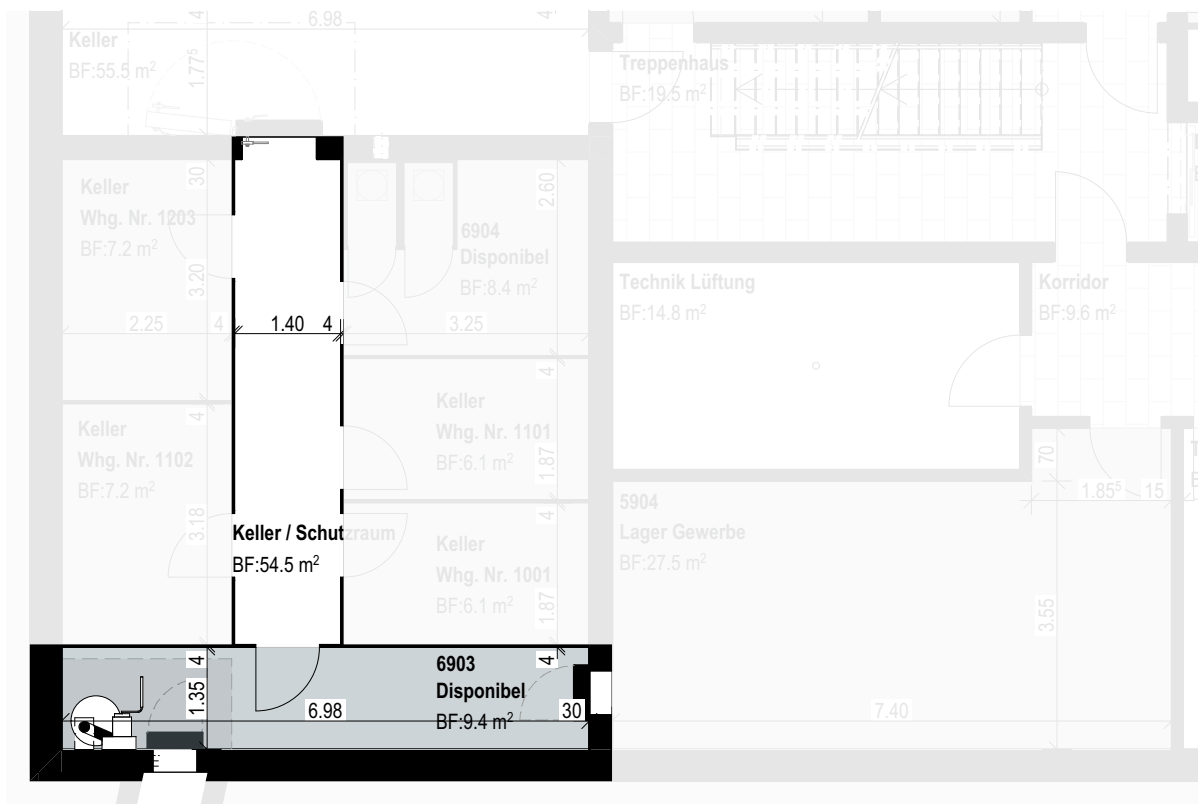 4
6.98
4
Keller
BF:55.5 m²
1.77⁵
Treppenhaus
BF:19.5 m²
Keller
Whg. Nr. 1203
BF:7.2 m²
30
3.20
2.25
4
1.40
4
2.60
6904
Disponibel
BF:8.4 m²
3.25
Technik Lüftung
BF:14.8 m²
Korridor
BF:9.6 m²
4
Keller
Whg. Nr. 1102
BF:7.2 m²
3.18
4
Keller
Whg. Nr. 1101
BF:6.1 m²
1.87
Keller / Schutzraum
BF:54.5 m²
4
Keller
Whg. Nr. 1001
BF:6.1 m²
1.87
5904
Lager Gewerbe
BF:27.5 m²
70
1.85⁵
15
3.55
7.40
4
1.35
6.98
6903
Disponibel
BF:9.4 m²
4
30